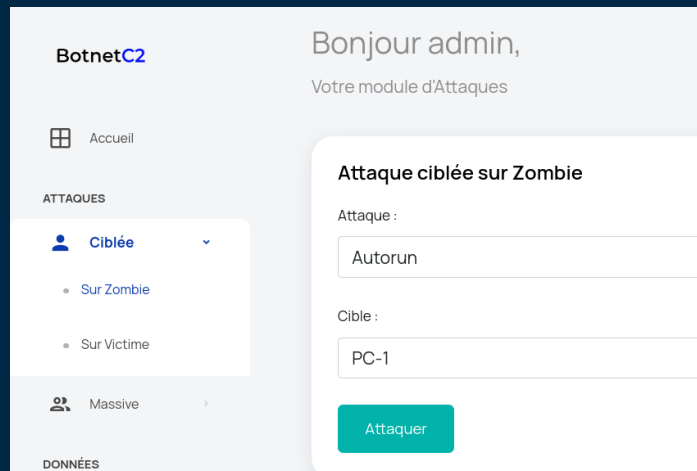 BotnetC2
Bonjour admin,
Votre module d'Attaques
Accueil
ATTAQUES
Ciblée
Sur Zombie
Sur Victime
Massive
DONNÉES
Attaque ciblée sur Zombie
Attaque :
Autorun
Cible :
PC-1
Attaquer